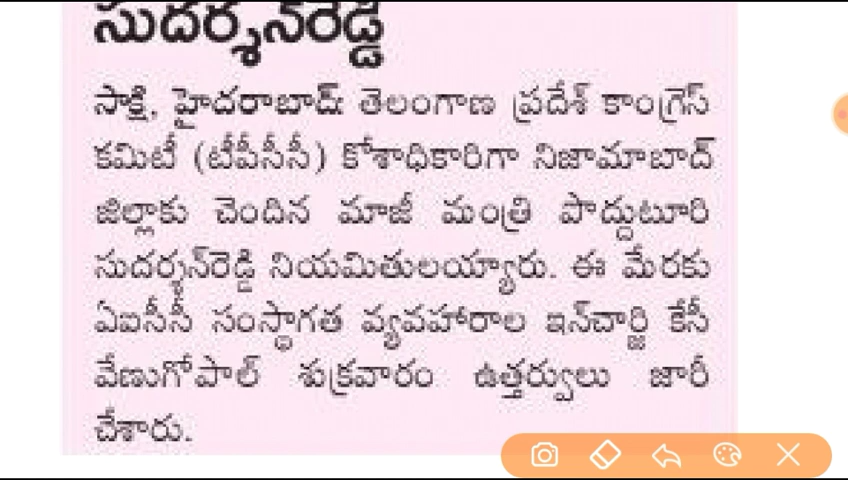 సుదర్శన్‌రెడ్డి
సాక్షి, హైదరాబాద్‌: తెలంగాణ ప్రదేశ్‌ కాంగ్రెస్‌
కమిటీ (టీపీసీసీ) కోశాధికారిగా నిజామాబాద్‌
జిల్లాకు చెందిన మాజీ మంత్రి పొద్దుటూరి
సుదర్శన్‌రెడ్డి నియమితులయ్యారు. ఈ మేరకు
ఏఐసీసీ సంస్థాగత వ్యవహారాల ఇన్‌చార్జి కేసీ
వేణుగోపాల్‌ శుక్రవారం ఉత్తర్వులు జారీ
చేశారు.